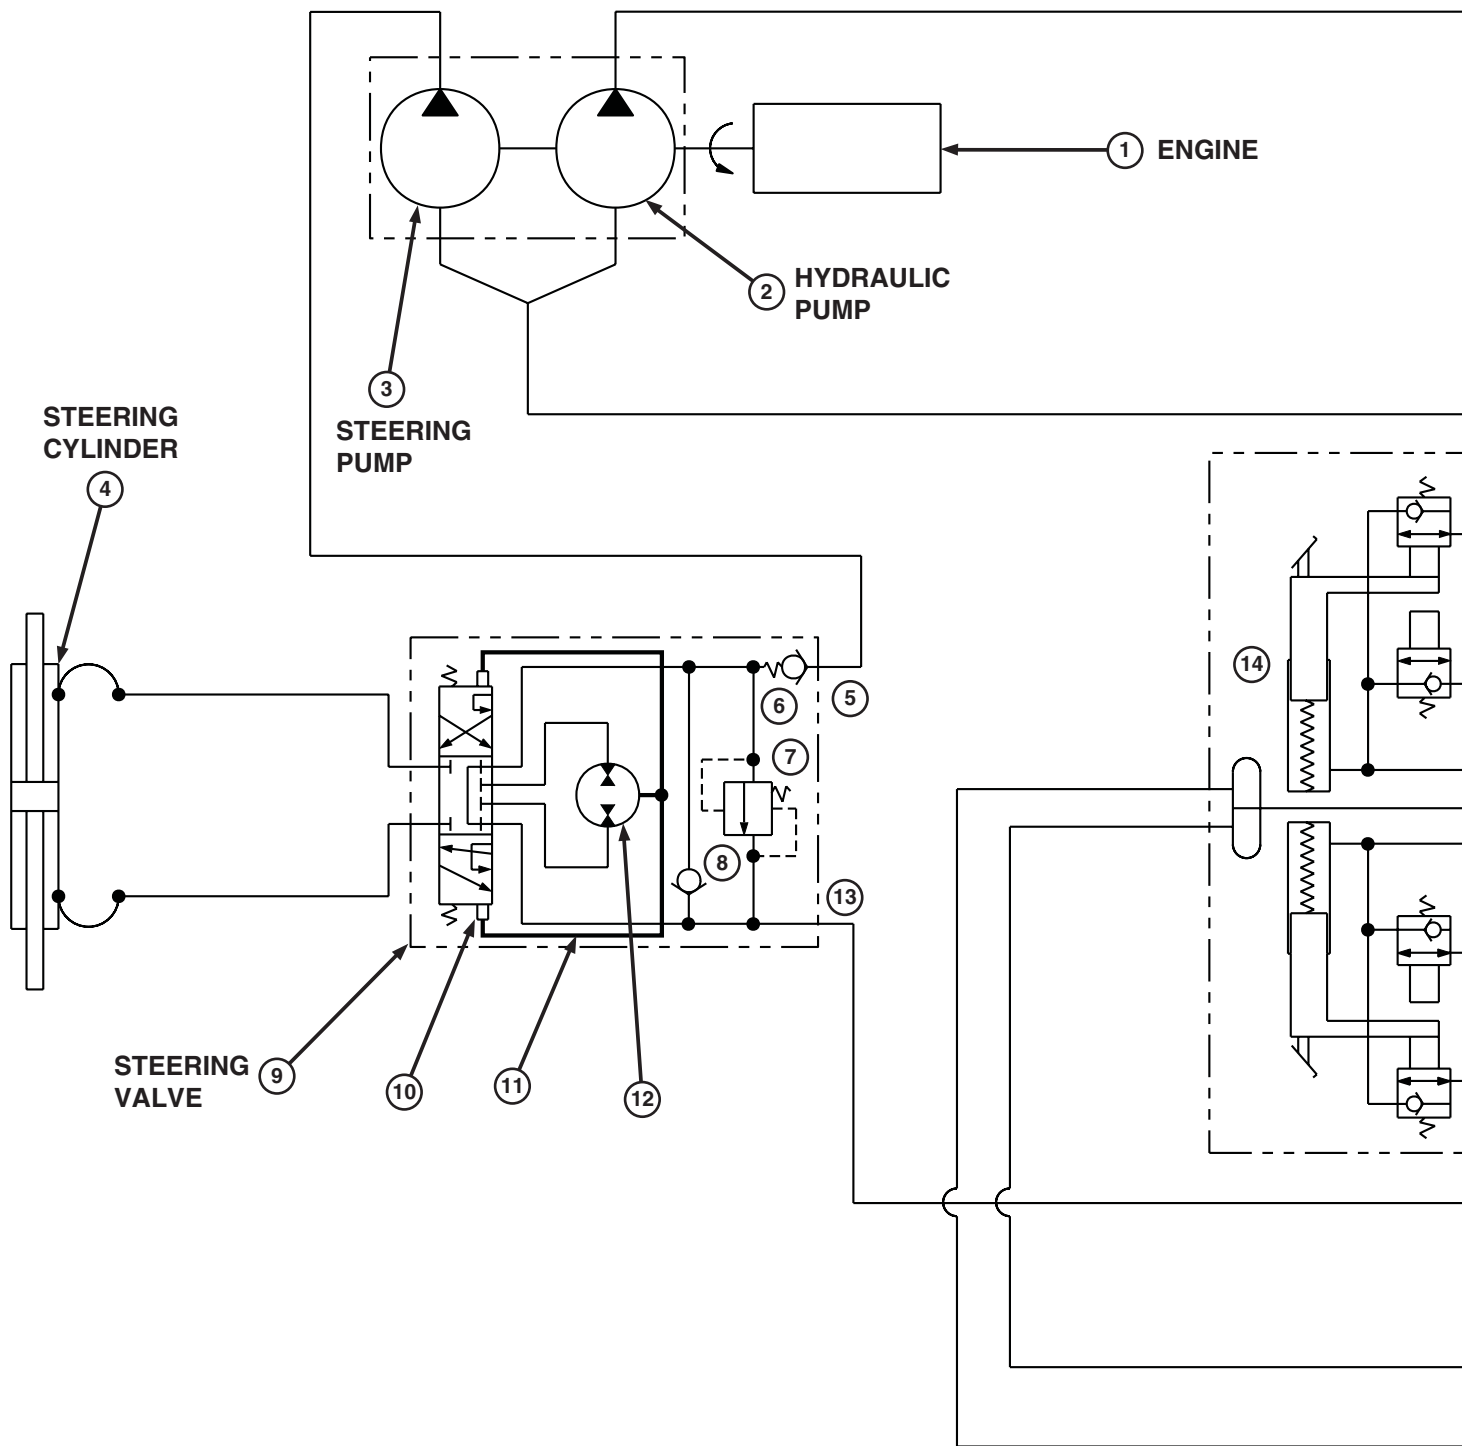 1 ENGINE
2 HYDRAULIC
PUMP
3
STEERING
PUMP
STEERING
CYLINDER
4
5
6
7
8
13
14
STEERING
VALVE 9
10
11
12